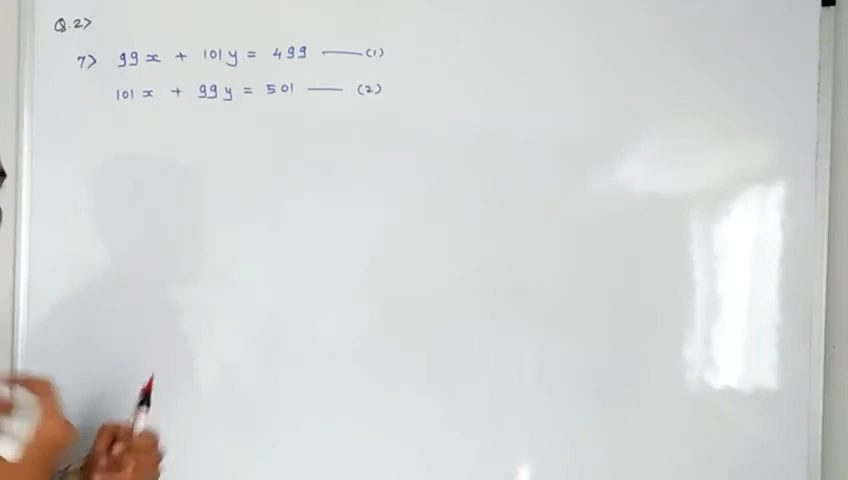 Q.2>
7> 99x + 101y = 499 —— (1)
101x + 99y = 501 —— (2)